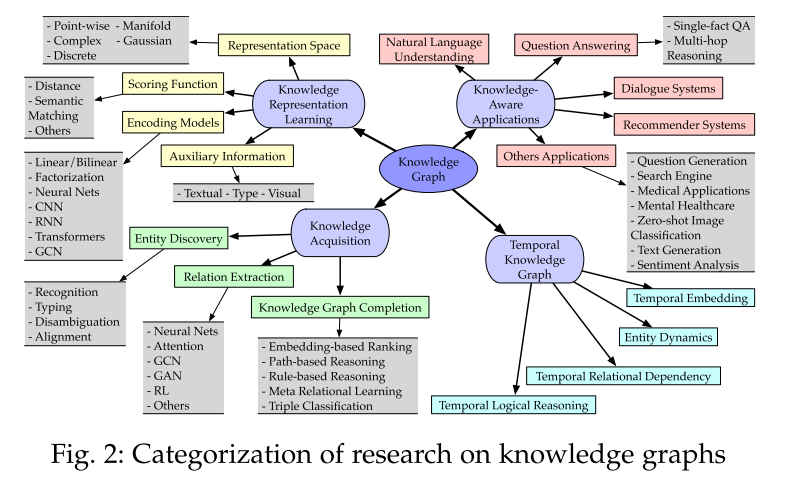 - Point-wise - Manifold
- Complex - Gaussian
- Discrete
Representation Space
Natural Language
Understanding
Question Answering
- Single-fact QA
- Multi-hop
Reasoning
- Distance
- Semantic
Matching
- Others
Scoring Function
Encoding Models
Knowledge
Representation
Learning
Knowledge-
Aware
Applications
Dialogue Systems
Recommender Systems
Auxiliary Information
- Textual - Type - Visual
Knowledge
Graph
Others Applications
- Linear/Bilinear
- Factorization
- Neural Nets
- CNN
- RNN
- Transformers
- GCN
- Question Generation
- Search Engine
- Medical Applications
- Mental Healthcare
- Zero-shot Image
Classification
- Text Generation
- Sentiment Analysis
Entity Discovery
Knowledge
Acquisition
Temporal
Knowledge
Graph
Relation Extraction
Knowledge Graph Completion
- Recognition
- Typing
- Disambiguation
- Alignment
- Neural Nets
- Attention
- GCN
- GAN
- RL
- Others
- Embedding-based Ranking
- Path-based Reasoning
- Rule-based Reasoning
- Meta Relational Learning
- Triple Classification
Temporal Embedding
Entity Dynamics
Temporal Relational Dependency
Temporal Logical Reasoning
Fig. 2: Categorization of research on knowledge graphs